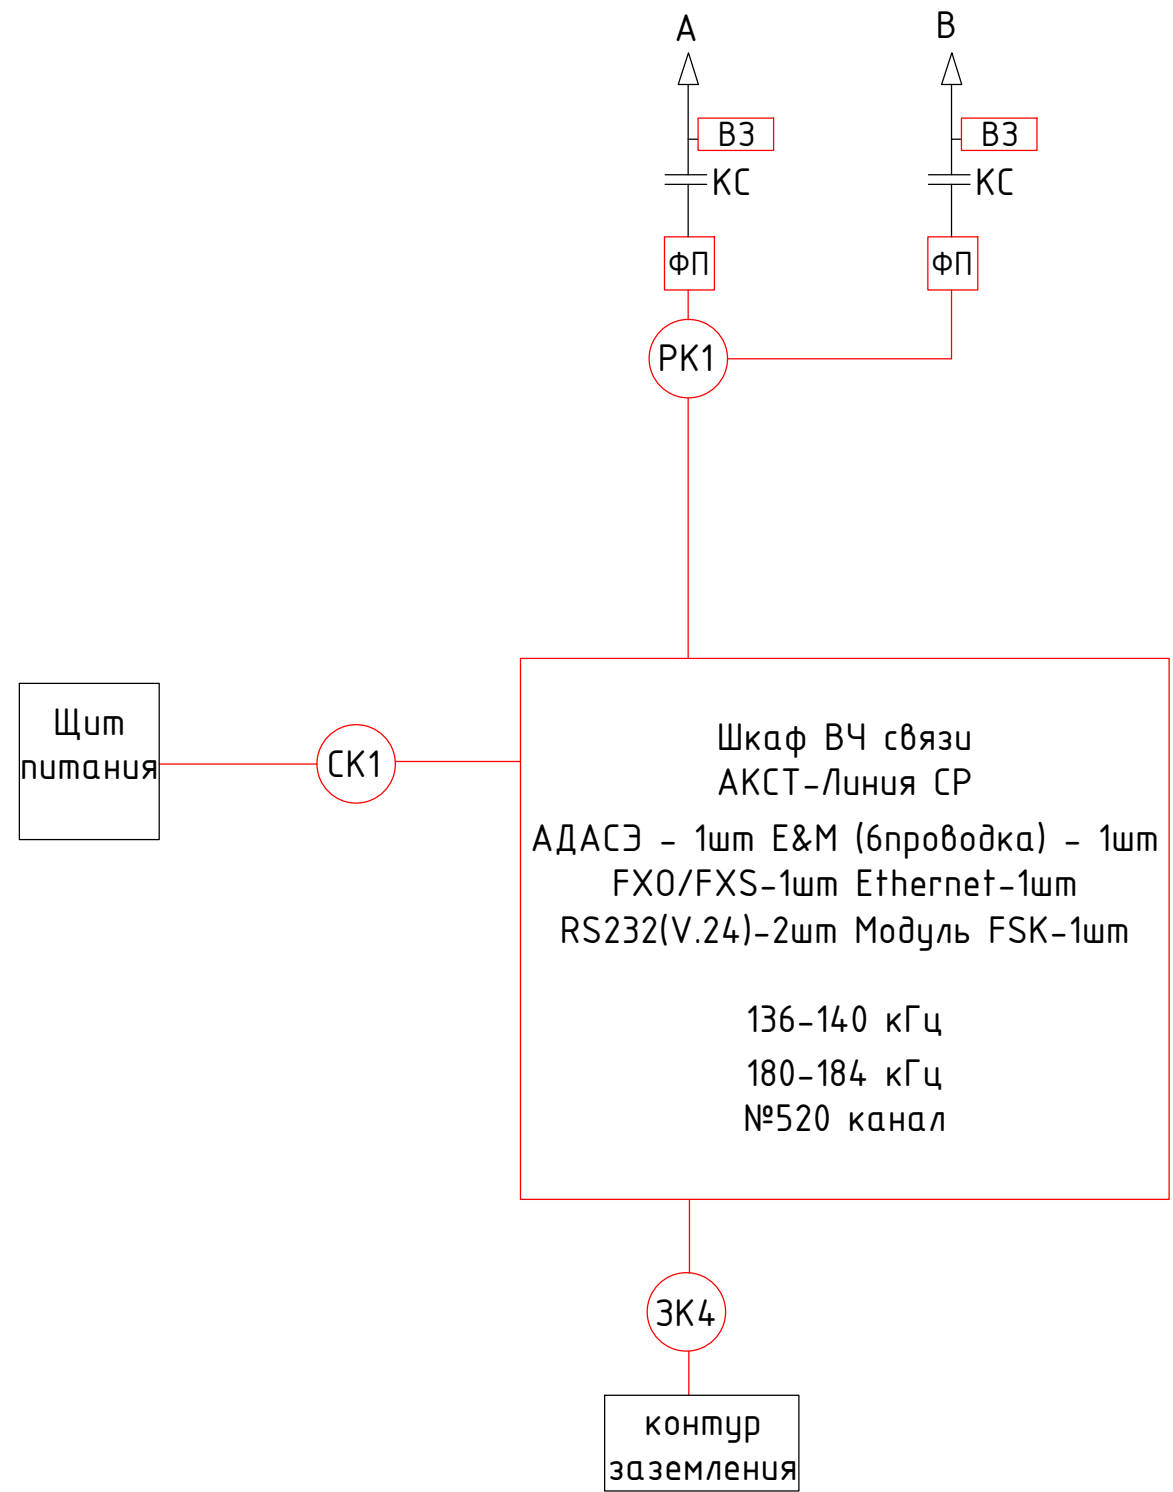 А
В
ВЗ
ВЗ
КС
КС
ФП
ФП
РК1
Щит
питания
СК1
Шкаф ВЧ связи
АКСТ-Линия СР
АДАСЭ - 1шт E&M (6проводка) - 1шт
FXO/FXS-1шт Ethernet-1шт
RS232(V.24)-2шт Модуль FSK-1шт
136-140 кГц
180-184 кГц
№520 канал
ЗК4
контур
заземления